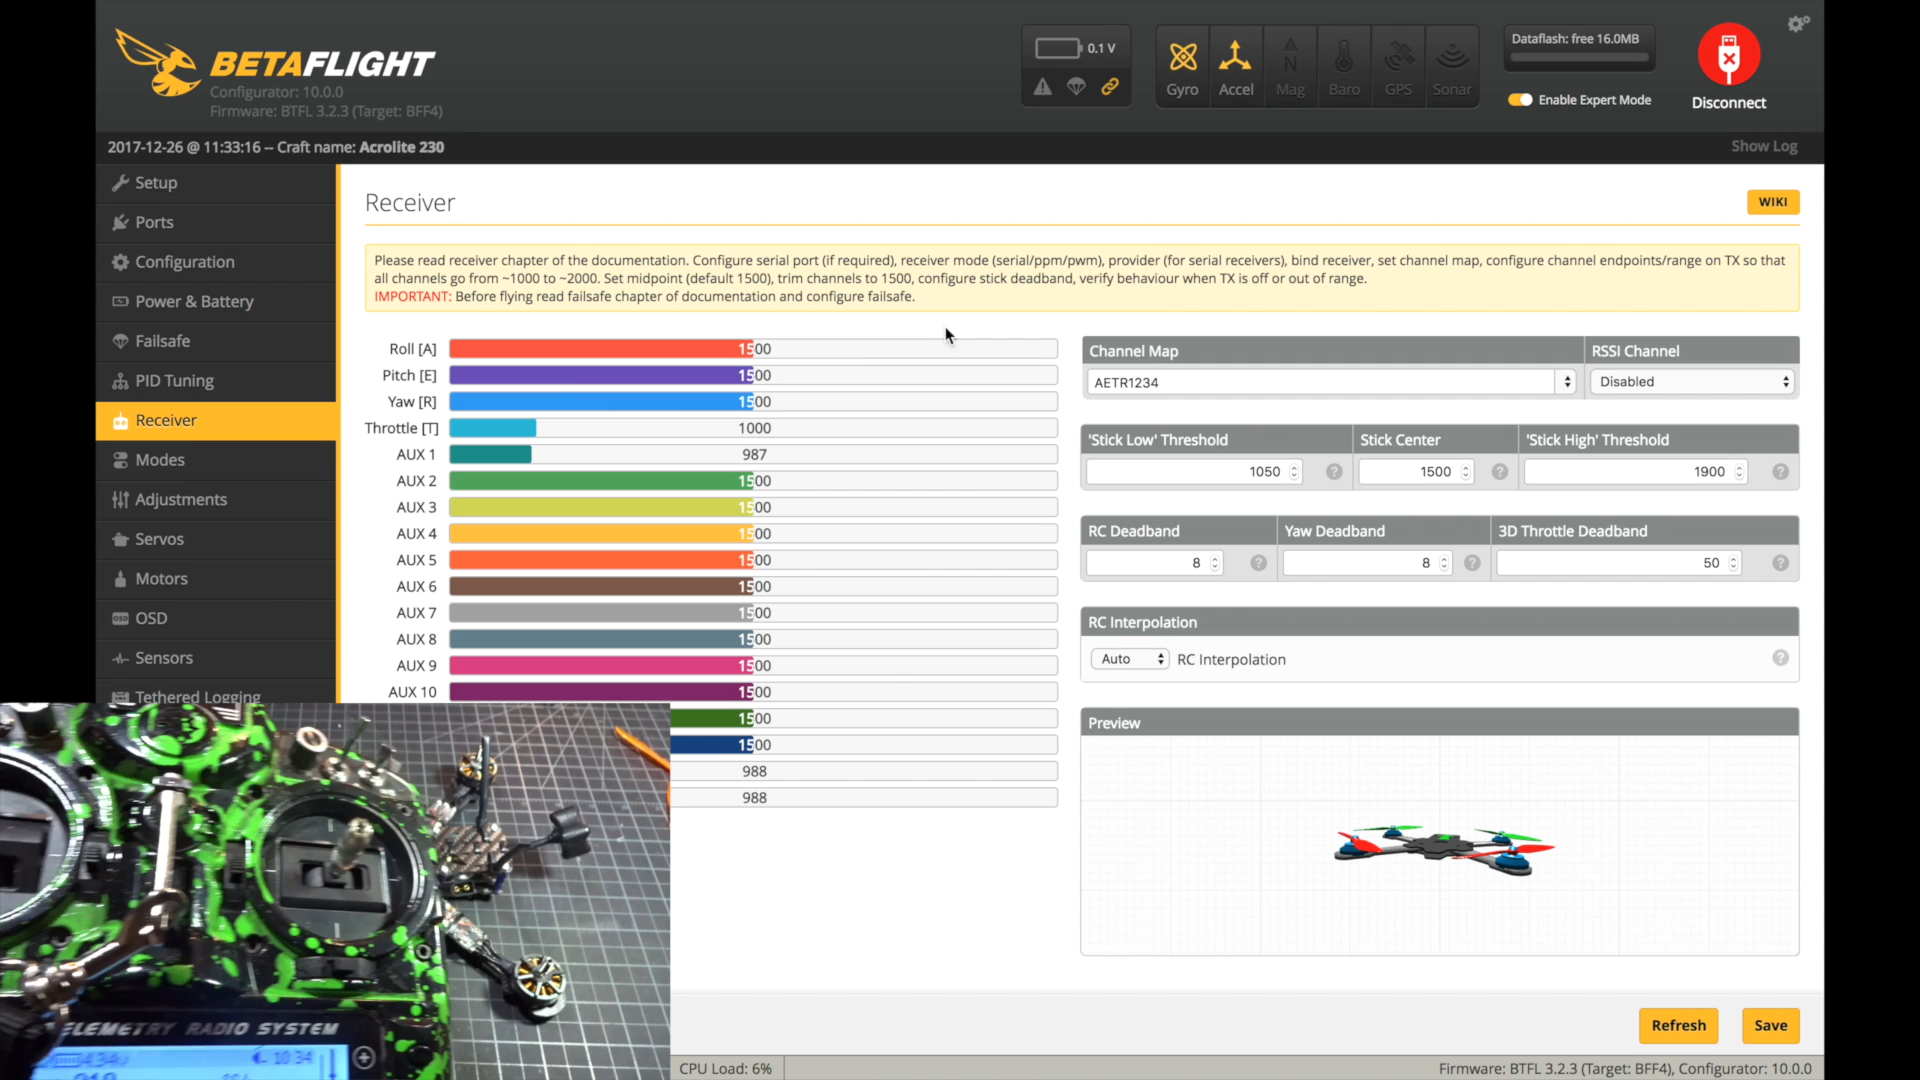 BETAFLIGHT
Configurator: 10.0.0
Firmware: BTFL 3.2.3 (Target: BFF4)
0.1 V
Gyro
Accel
Mag
Baro
GPS
Sonar
Dataflash: free 16.0MB
Enable Expert Mode
Disconnect
2017-12-26 @ 11:33:16 -- Craft name: Acrolite 230
Show Log
Setup
Ports
Configuration
Power & Battery
Failsafe
PID Tuning
Receiver
Modes
Adjustments
Servos
Motors
OSD
Sensors
Tethered Logging
Receiver
WIKI
Please read receiver chapter of the documentation. Configure serial port (if required), receiver mode (serial/ppm/pwm), provider (for serial receivers), bind receiver, set channel map, configure channel endpoints/range on TX so that
all channels go from ~1000 to ~2000. Set midpoint (default 1500), trim channels to 1500, configure stick deadband, verify behaviour when TX is off or out of range.
IMPORTANT: Before flying read failsafe chapter of documentation and configure failsafe.
Roll [A] 1500
Pitch [E] 1500
Yaw [R] 1500
Throttle [T] 1000
AUX 1 987
AUX 2 1500
AUX 3 1500
AUX 4 1500
AUX 5 1500
AUX 6 1500
AUX 7 1500
AUX 8 1500
AUX 9 1500
AUX 10 1500
1500
1500
988
988
Channel Map
RSSI Channel
AETR1234
Disabled
'Stick Low' Threshold
Stick Center
'Stick High' Threshold
1050
1500
1900
RC Deadband
Yaw Deadband
3D Throttle Deadband
8
8
50
RC Interpolation
Auto
RC Interpolation
Preview
ELEMETRY RADIO SYSTEM
10:34
Refresh
Save
CPU Load: 6%
Firmware: BTFL 3.2.3 (Target: BFF4), Configurator: 10.0.0